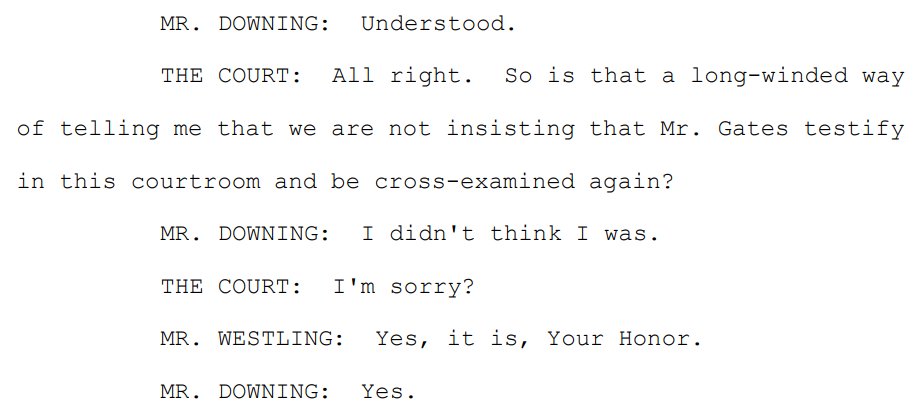 MR. DOWNING:  Understood.
THE COURT:  All right.  So is that a long-winded way
of telling me that we are not insisting that Mr. Gates testify
in this courtroom and be cross-examined again?
MR. DOWNING:  I didn't think I was.
THE COURT:  I'm sorry?
MR. WESTLING:  Yes, it is, Your Honor.
MR. DOWNING:  Yes.